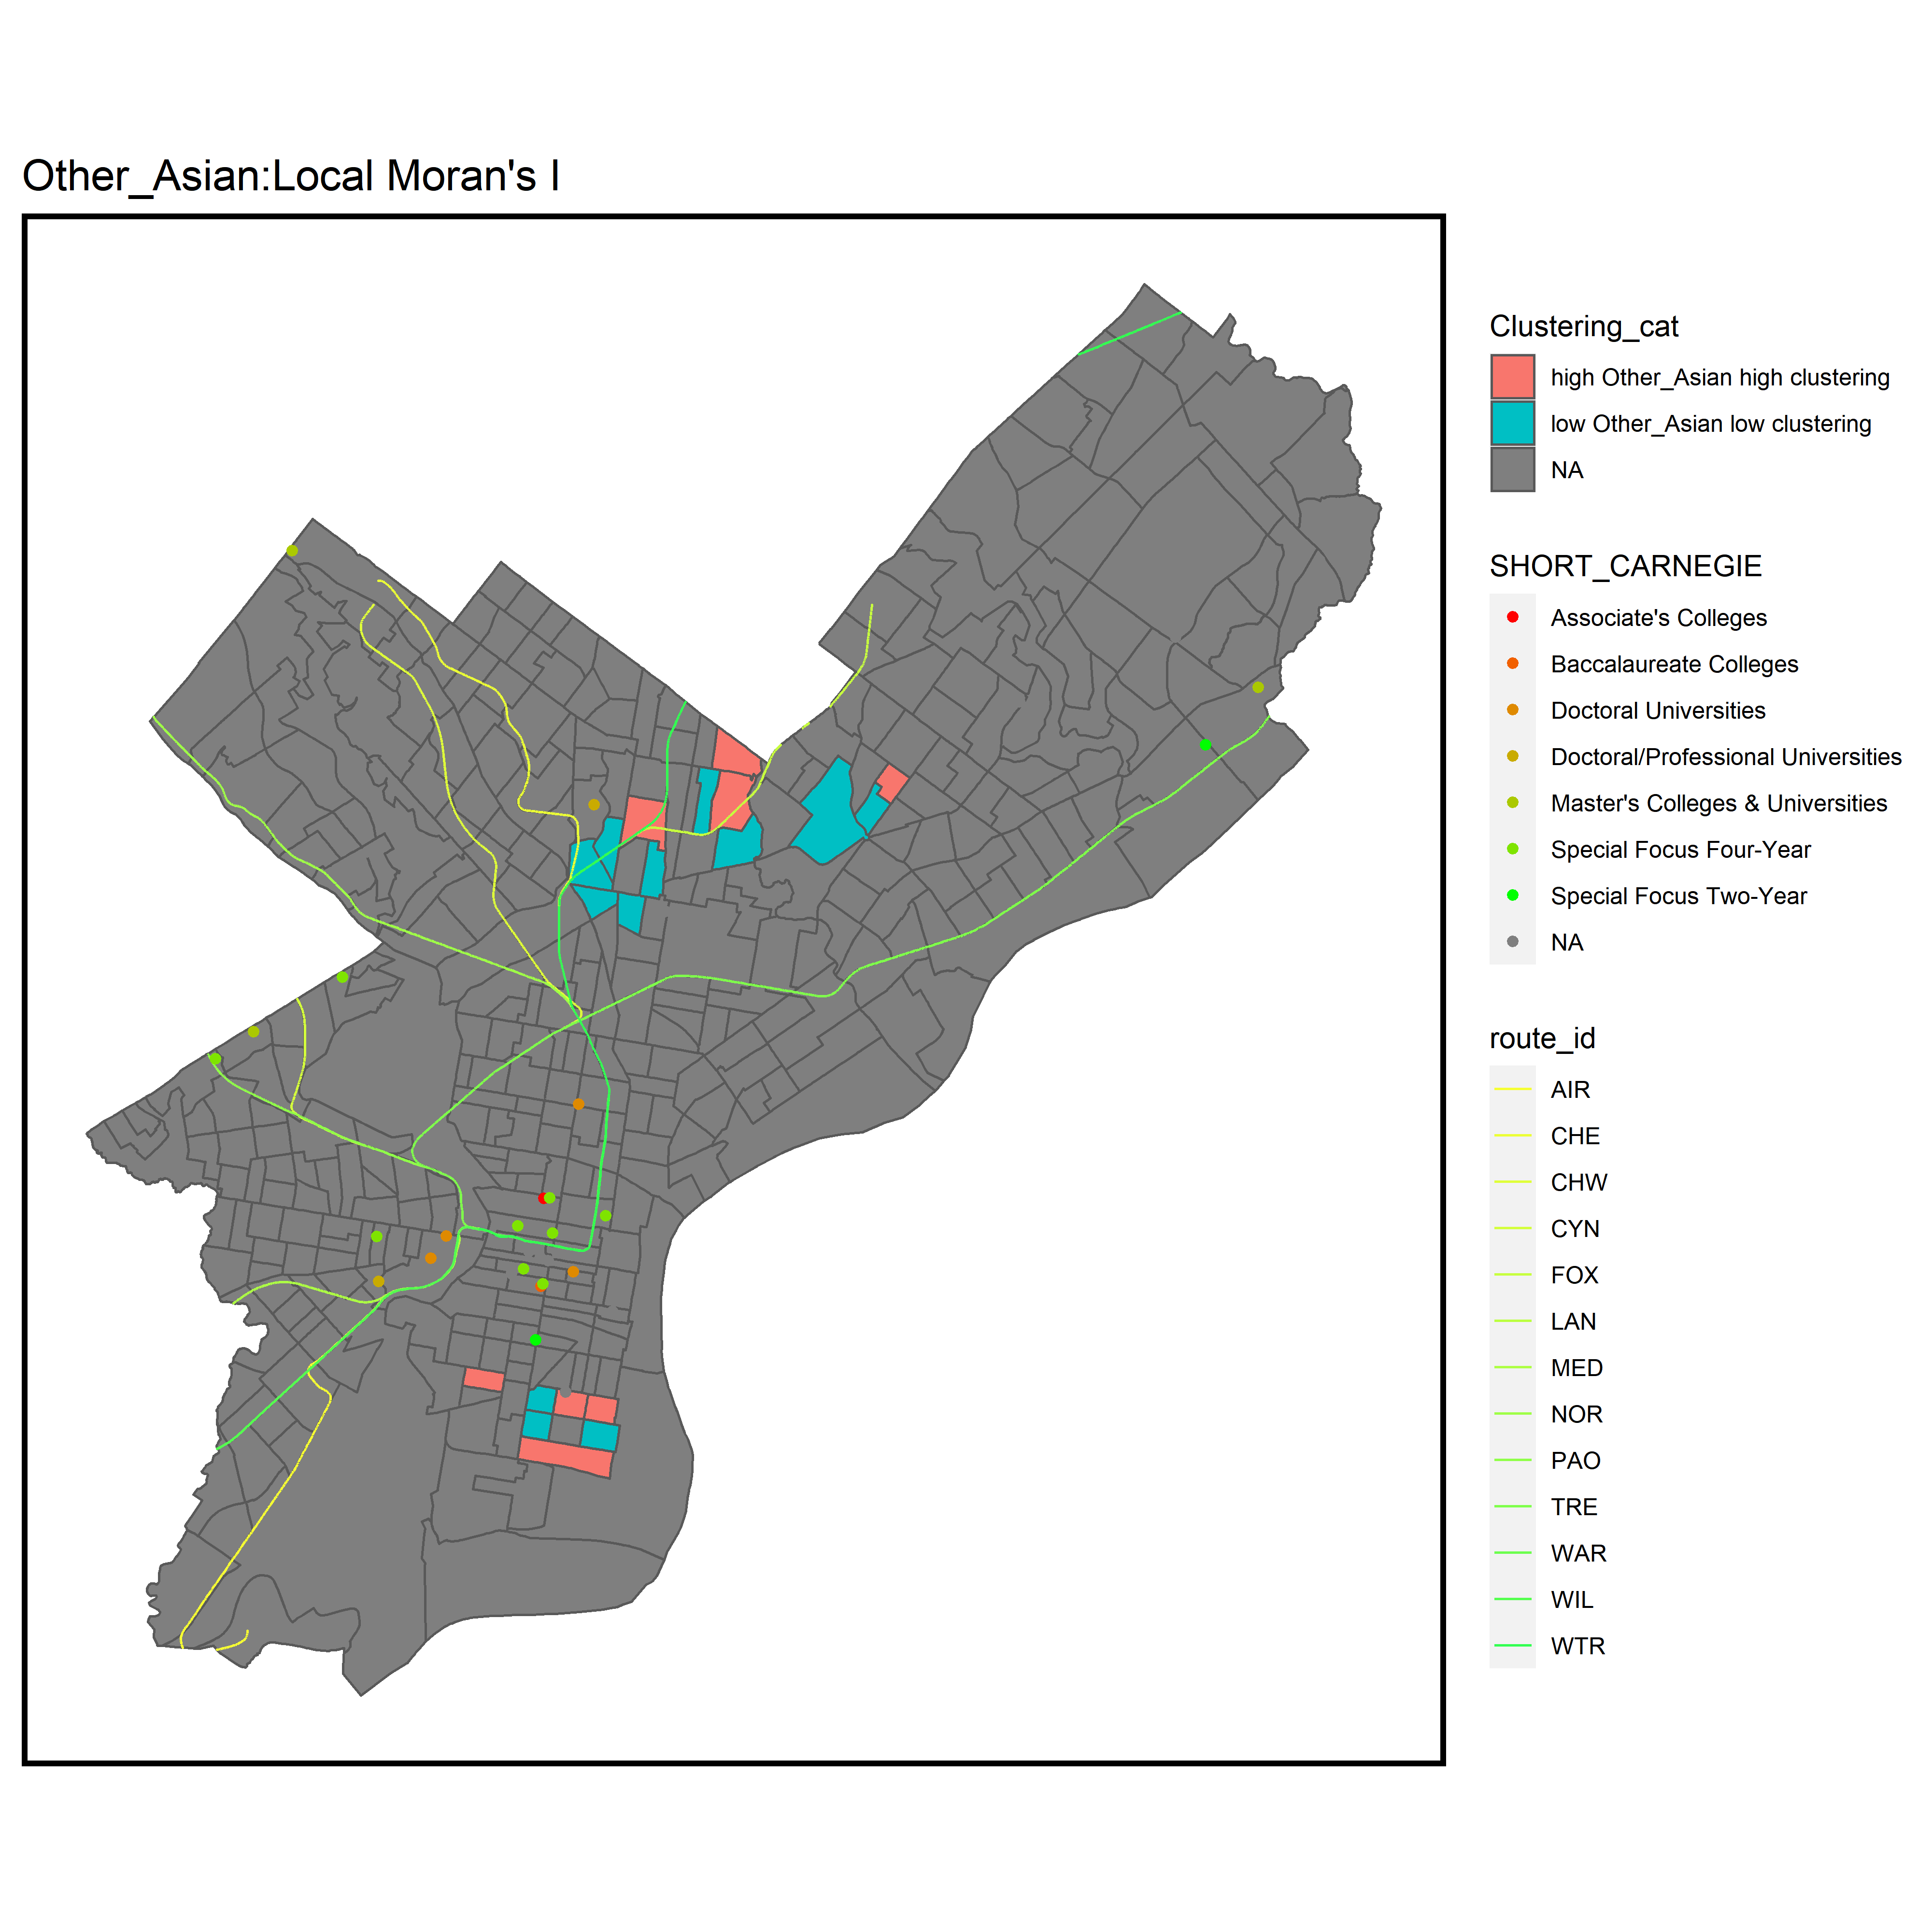 Other_Asian:Local Moran's I
Clustering_cat
high Other_Asian high clustering
low Other_Asian low clustering
NA
SHORT_CARNEGIE
Associate's Colleges
Baccalaureate Colleges
Doctoral Universities
Doctoral/Professional Universities
Master's Colleges & Universities
Special Focus Four-Year
Special Focus Two-Year
NA
route_id
AIR
CHE
CHW
CYN
FOX
LAN
MED
NOR
PAO
TRE
WAR
WIL
WTR